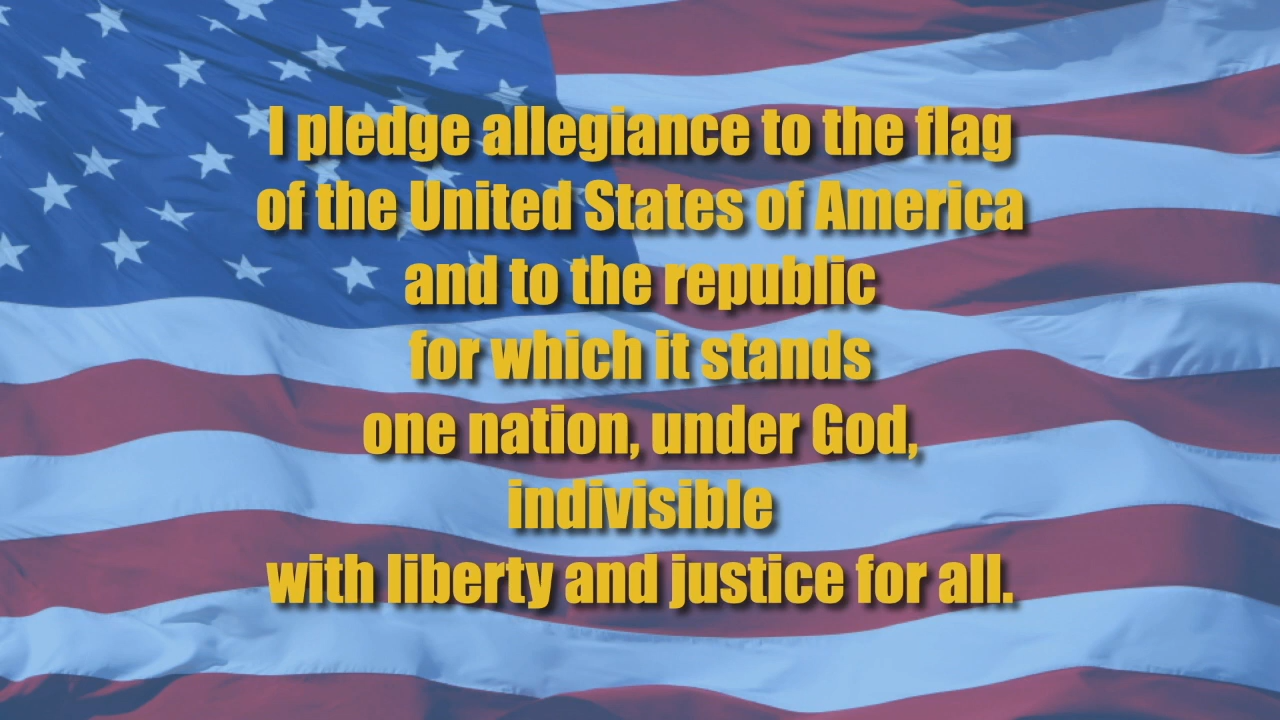 I pledge allegiance to the flag
of the United States of America
and to the republic
for which it stands
one nation, under God,
indivisible
with liberty and justice for all.